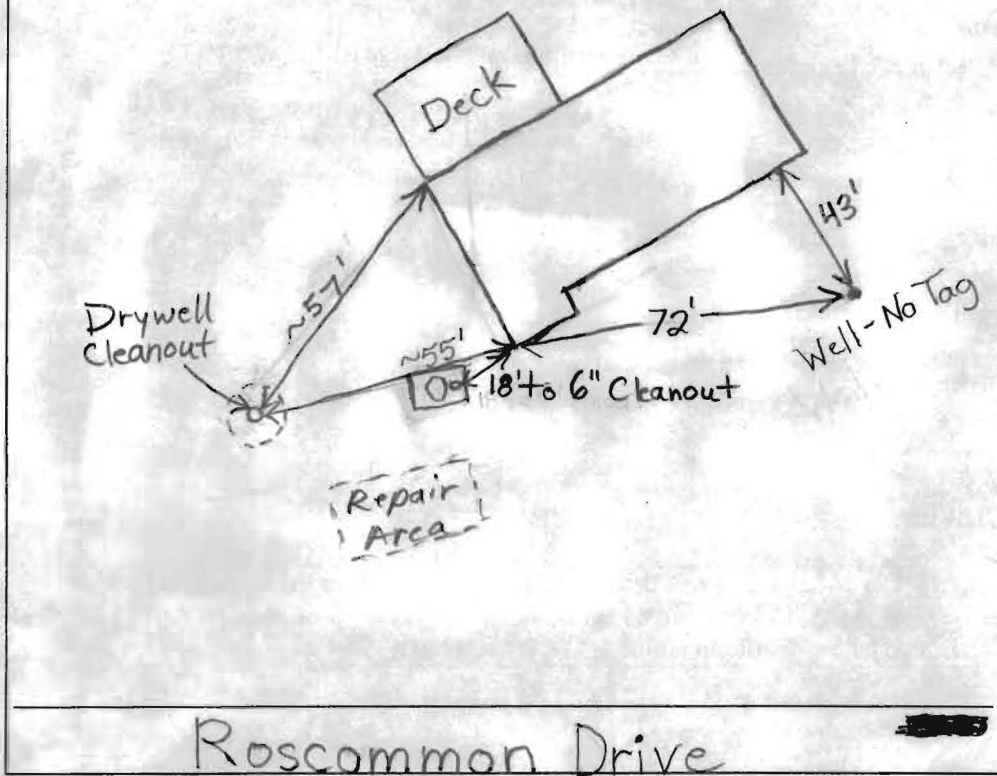 Deck
43'
~57'
Drywell
Cleanout
72'
Well-No Tag
~55'
18' to 6" Cleanout
Repair
Area
Roscommon Drive